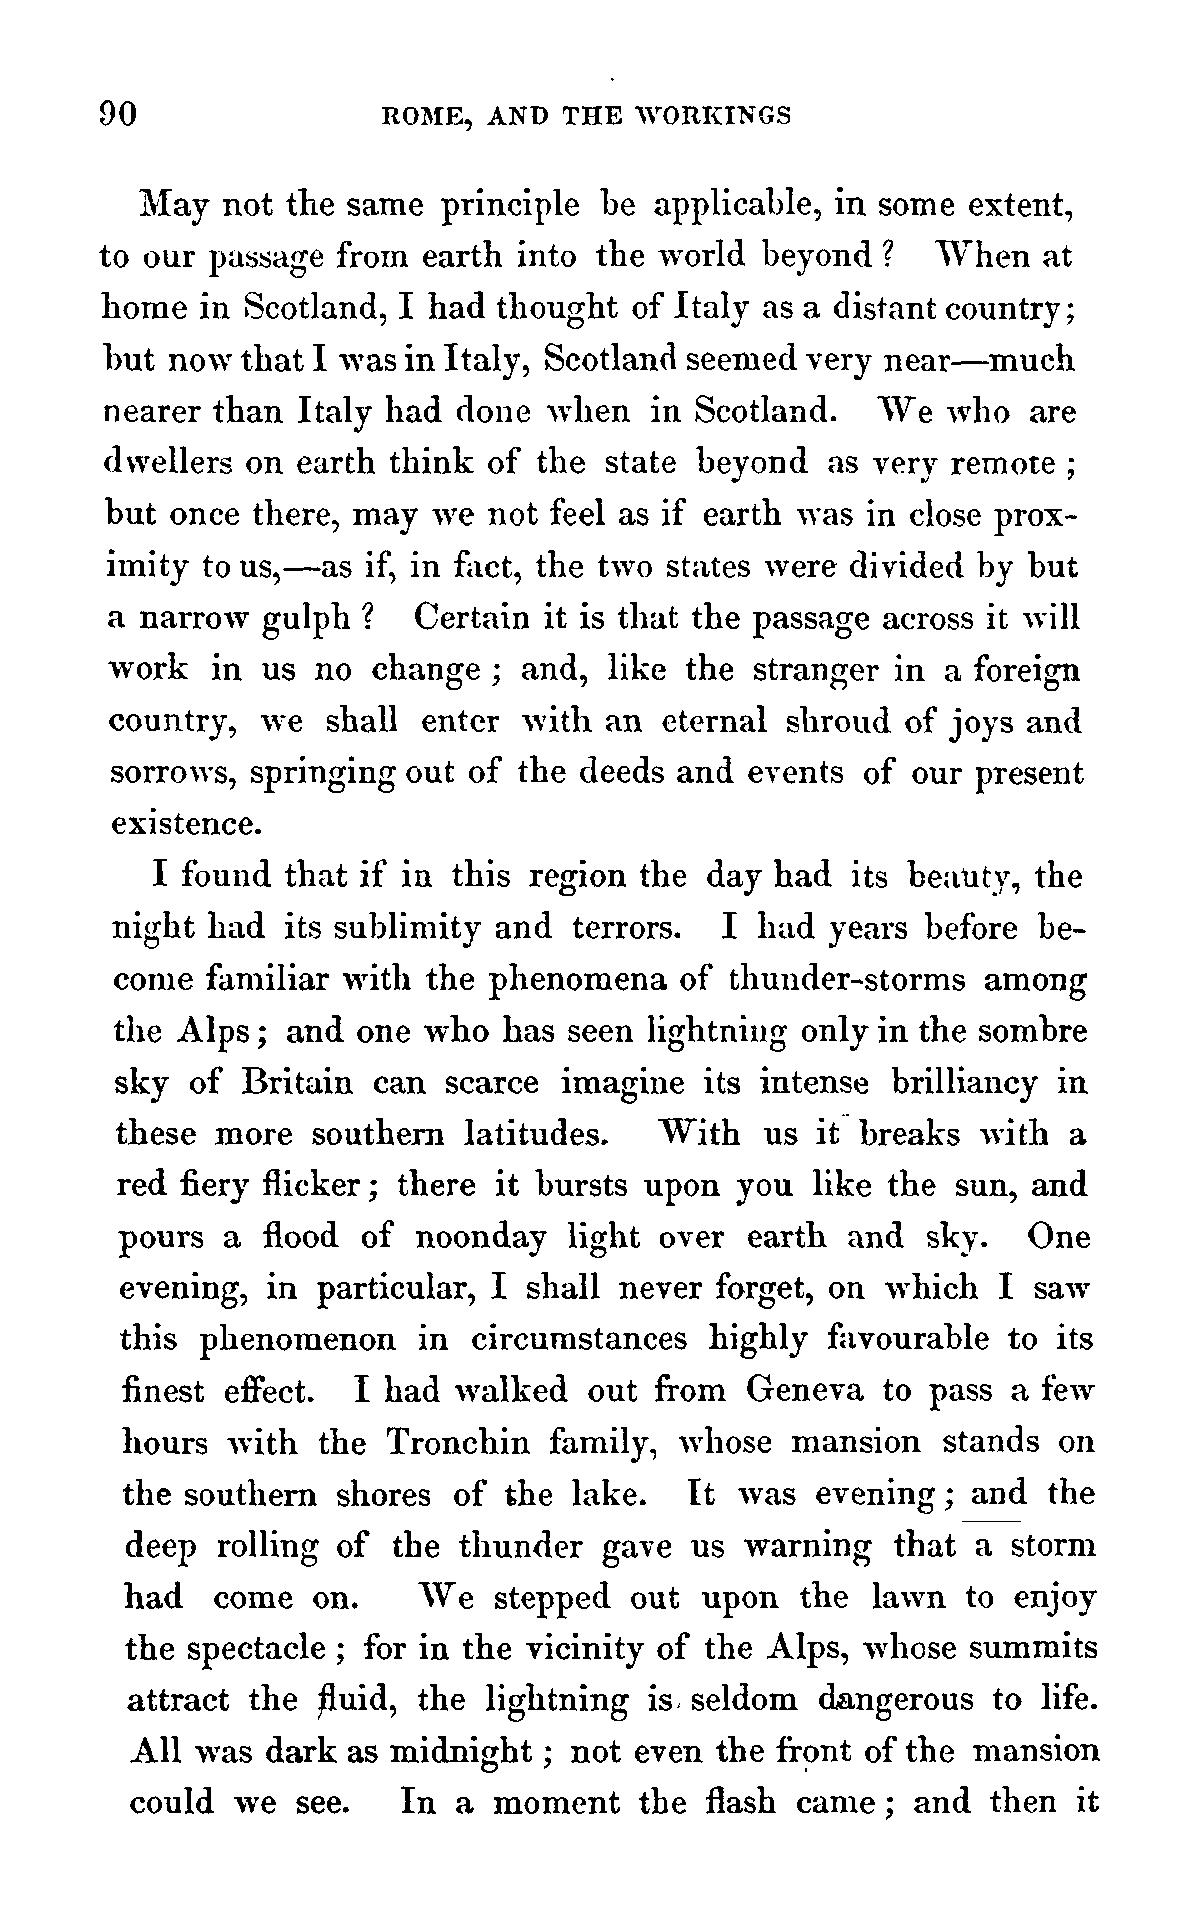 90 ROME, AND THE WORKINGS
May not the same principle be applicable, in some extent,
to our passage from earth into the world beyond ? When at
home in Scotland, I had thought of Italy as a distant country;
but now that I was in Italy, Scotland seemed very near—much
nearer than Italy had done when in Scotland. We who are
dwellers on earth think of the state beyond as very remote ;
but once there, may we not feel as if earth was in close prox-
imity to us,—as if, in fact, the two states were divided by but
a narrow gulph ? Certain it is that the passage across it will
work in us no change ; and, like the stranger in a foreign
country, we shall enter with an eternal shroud of joys and
sorrows, springing out of the deeds and events of our present
existence.
I found that if in this region the day had its beauty, the
night had its sublimity and terrors. I had years before be-
come familiar with the phenomena of thunder-storms among
the Alps ; and one who has seen lightning only in the sombre
sky of Britain can scarce imagine its intense brilliancy in
these more southern latitudes. With us it breaks with a
red fiery flicker ; there it bursts upon you like the sun, and
pours a flood of noonday light over earth and sky. One
evening, in particular, I shall never forget, on which I saw
this phenomenon in circumstances highly favourable to its
finest effect. I had walked out from Geneva to pass a few
hours with the Tronchin family, whose mansion stands on
the southern shores of the lake. It was evening ; and the
deep rolling of the thunder gave us warning that a storm
had come on. We stepped out upon the lawn to enjoy
the spectacle ; for in the vicinity of the Alps, whose summits
attract the fluid, the lightning is seldom dangerous to life.
All was dark as midnight ; not even the front of the mansion
could we see. In a moment the flash came ; and then it